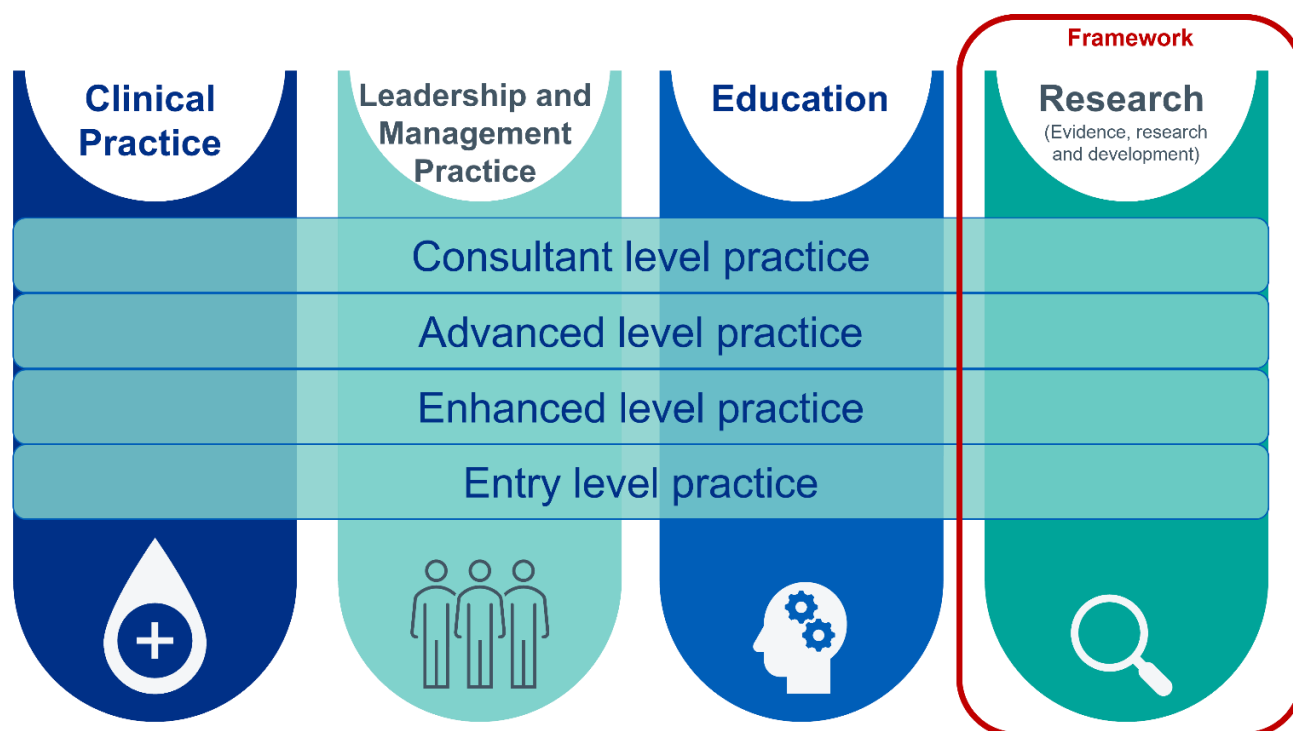 Framework
Clinical
Practice
Leadership and
Management
Practice
Education
Research
(Evidence, research
and development)
Consultant level practice
Advanced level practice
Enhanced level practice
Entry level practice